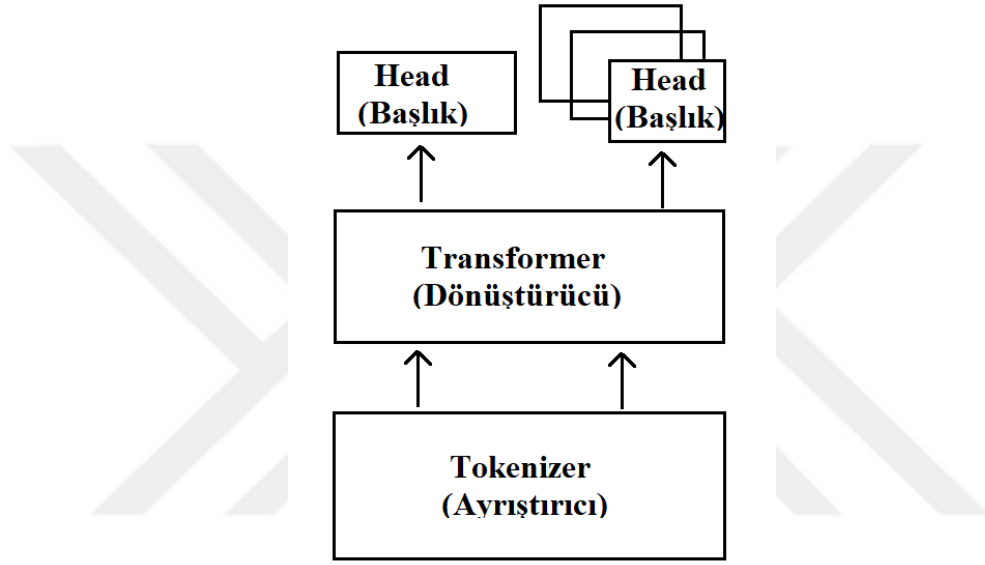 Head
(Başlık)
Head
(Başlık)
Transformer
(Dönüştürücü)
Tokenizer
(Ayrıştırıcı)